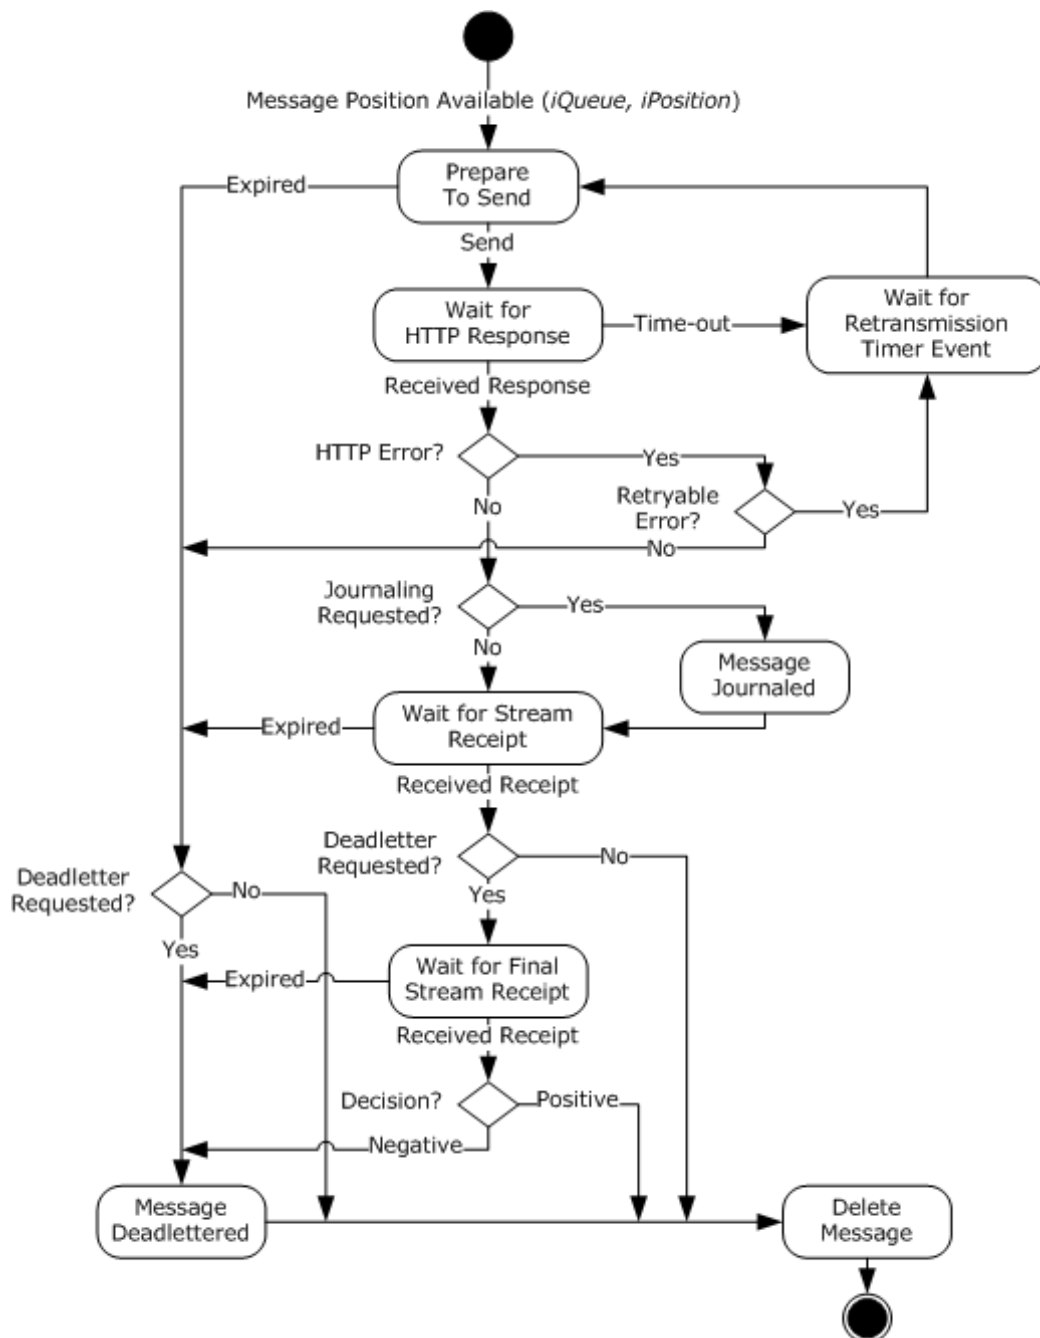 Message Position Available (iQueue, iPosition)
Expired
Prepare
To Send
Send
Wait for
HTTP Response
Time-out
Wait for
Retransmission
Timer Event
Received Response
HTTP Error?
Yes
No
Retryable
Error?
Yes
No
Journaling
Requested?
Yes
No
Message
Journaled
Expired
Wait for Stream
Receipt
Received Receipt
Deadletter
Requested?
No
Yes
Deadletter
Requested?
No
Yes
Expired
Wait for Final
Stream Receipt
Received Receipt
Decision?
Positive
Negative
Message
Deadlettered
Delete
Message